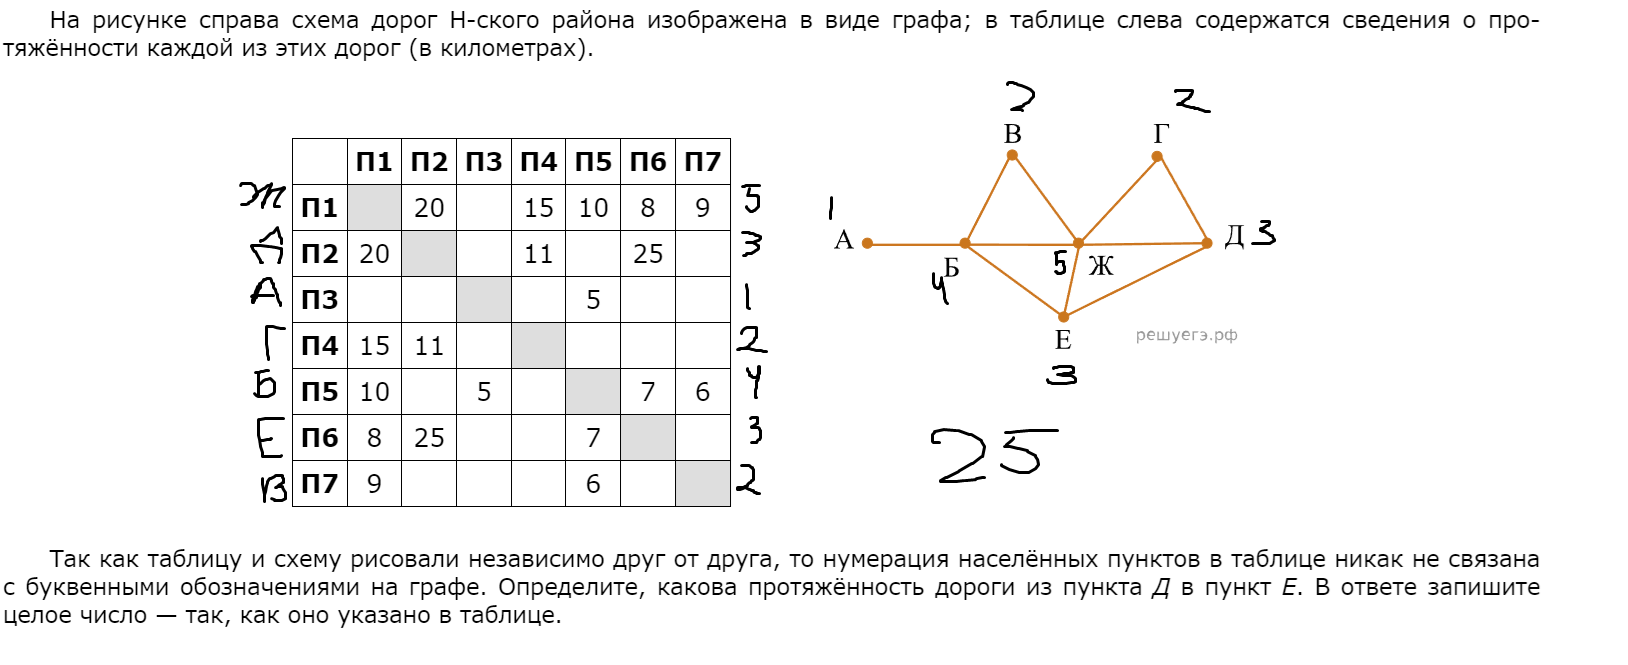 На рисунке справа схема дорог Н-ского района изображена в виде графа; в таблице слева содержатся сведения о про-
тяжённости каждой из этих дорог (в километрах).
2 2
В Г
П1 П2 П3 П4 П5 П6 П7
Ж П1 20 15 10 8 9 5
Д П2 20 11 25 3
А П3 5 1
Г П4 15 11 2
Б П5 10 5 7 6 4
Е П6 8 25 7 3
В П7 9 6 2
1
А Б 4 5 Ж Д 3
Е
3
решуегэ.рф
25
Так как таблицу и схему рисовали независимо друг от друга, то нумерация населённых пунктов в таблице никак не связана
с буквенными обозначениями на графе. Определите, какова протяжённость дороги из пункта Д в пункт Е. В ответе запишите
целое число — так, как оно указано в таблице.